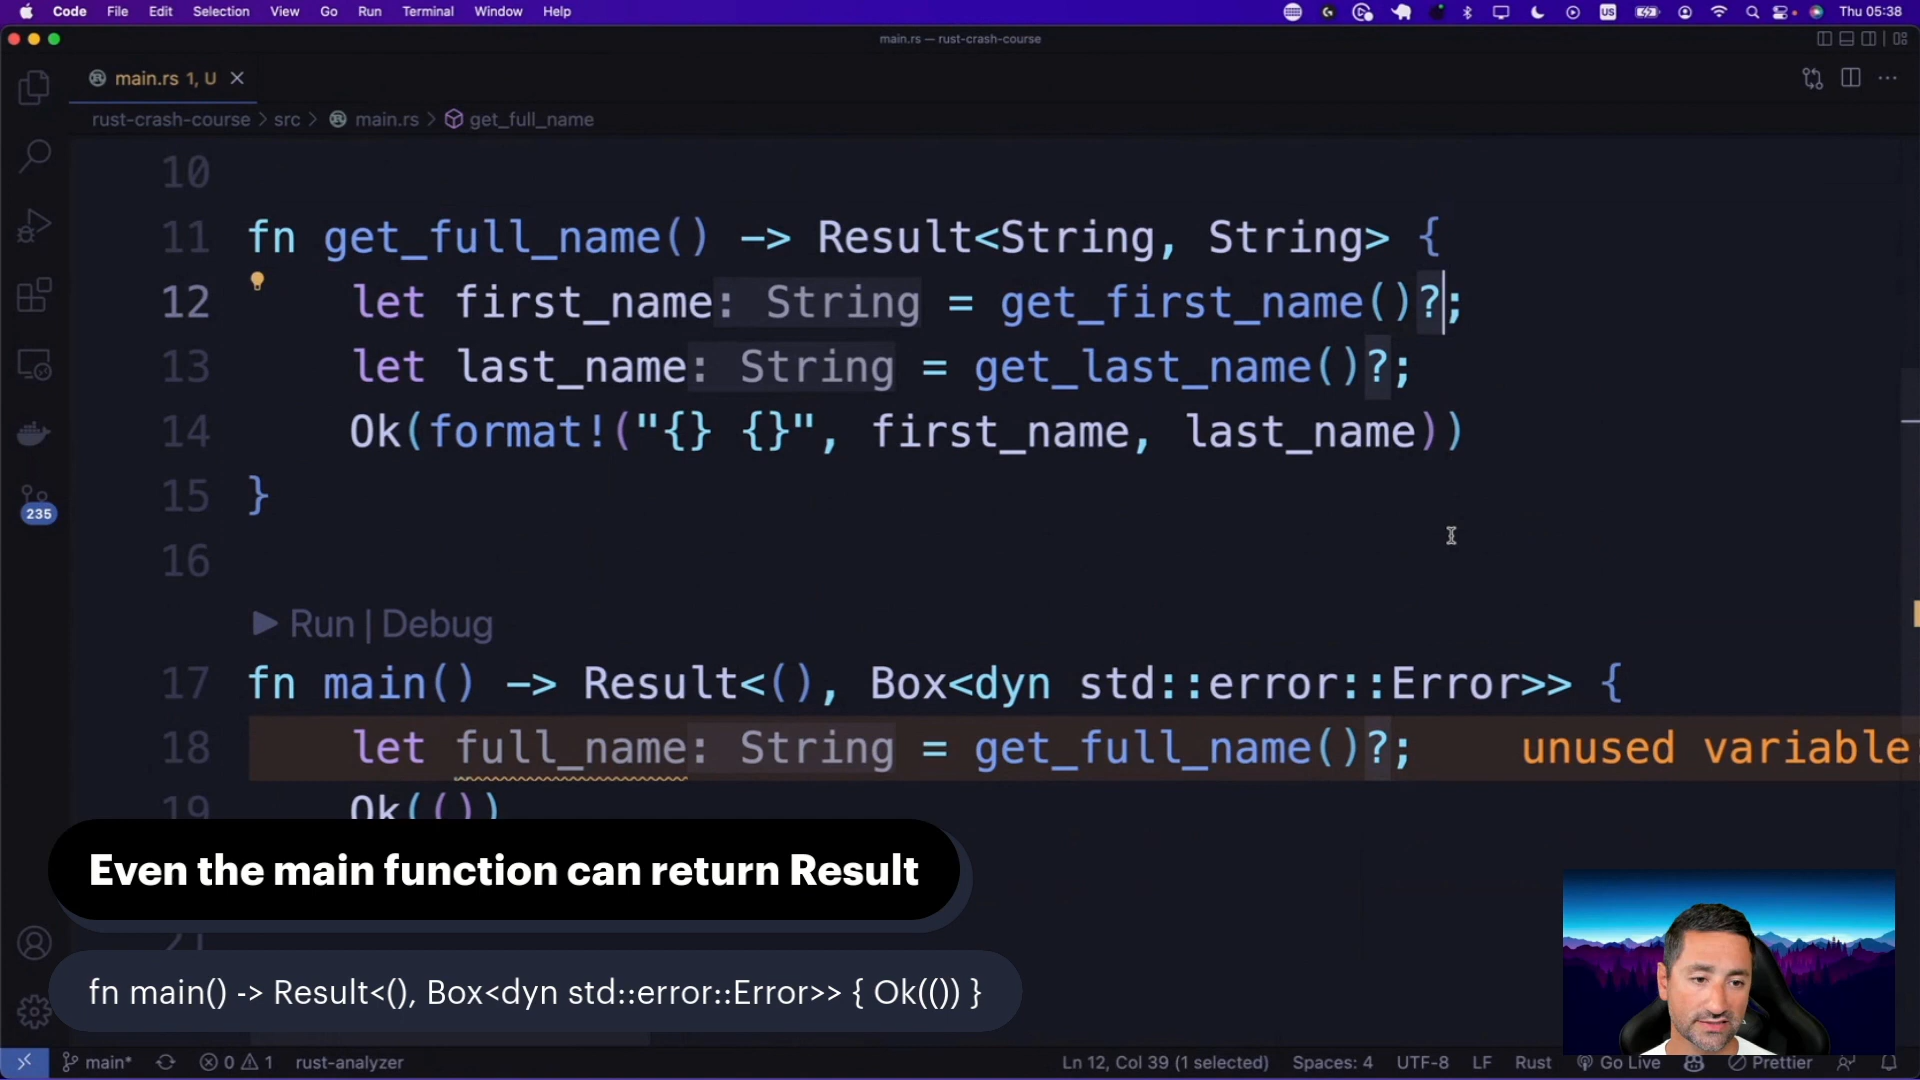 Code File Edit Selection View Go Run Terminal Window Help
US
Thu 05:38
main.rs — rust-crash-course
main.rs 1, U
rust-crash-course > src > main.rs > get_full_name
10
11 fn get_full_name() -> Result<String, String> {
12 let first_name: String = get_first_name()?;
13 let last_name: String = get_last_name()?;
14 Ok(format!("{} {}", first_name, last_name))
15 }
16
Run | Debug
17 fn main() -> Result<(), Box<dyn std::error::Error>> {
18 let full_name: String = get_full_name()?; unused variable
19 Ok(())
235
Even the main function can return Result
21
fn main() -> Result<(), Box<dyn std::error::Error>> { Ok(()) }
main* 0 1 rust-analyzer Ln 12, Col 39 (1 selected) Spaces: 4 UTF-8 LF Rust Go Live Prettier